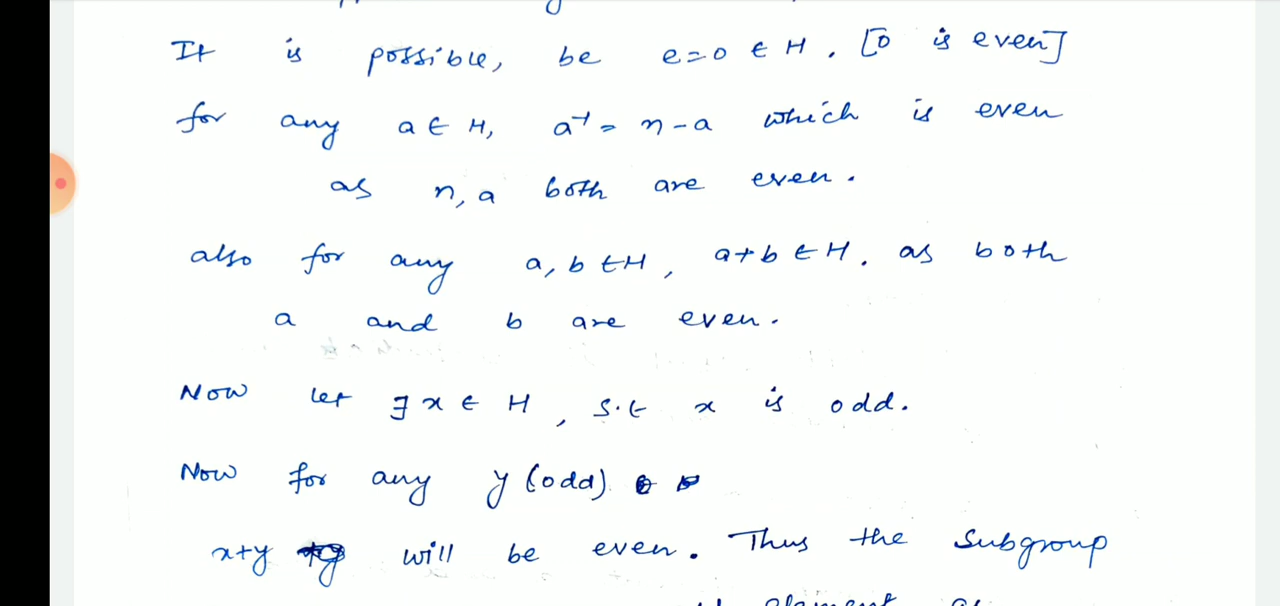 It is possible, be e=0 ∈ H. [0 is even]
for any a ∈ H, a⁻¹ = n-a which is even
as n, a both are even.
also for any a, b ∈ H, a+b ∈ H. as both
a and b are even.
Now let ∃ x ∈ H, s.t x is odd.
Now for any y (odd)
x+y will be even. Thus the subgroup
element as